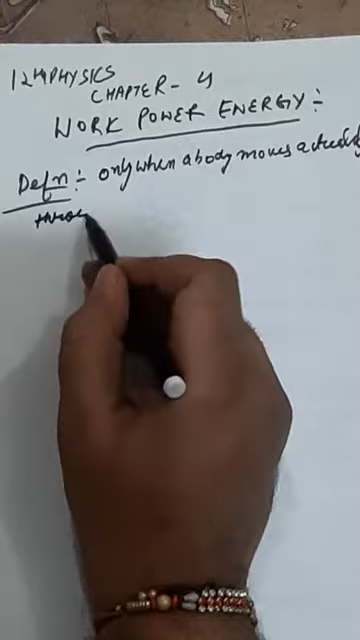 12th PHYSICS
CHAPTER - 4
WORK POWER ENERGY :-
Defn :- only when a body moves actually